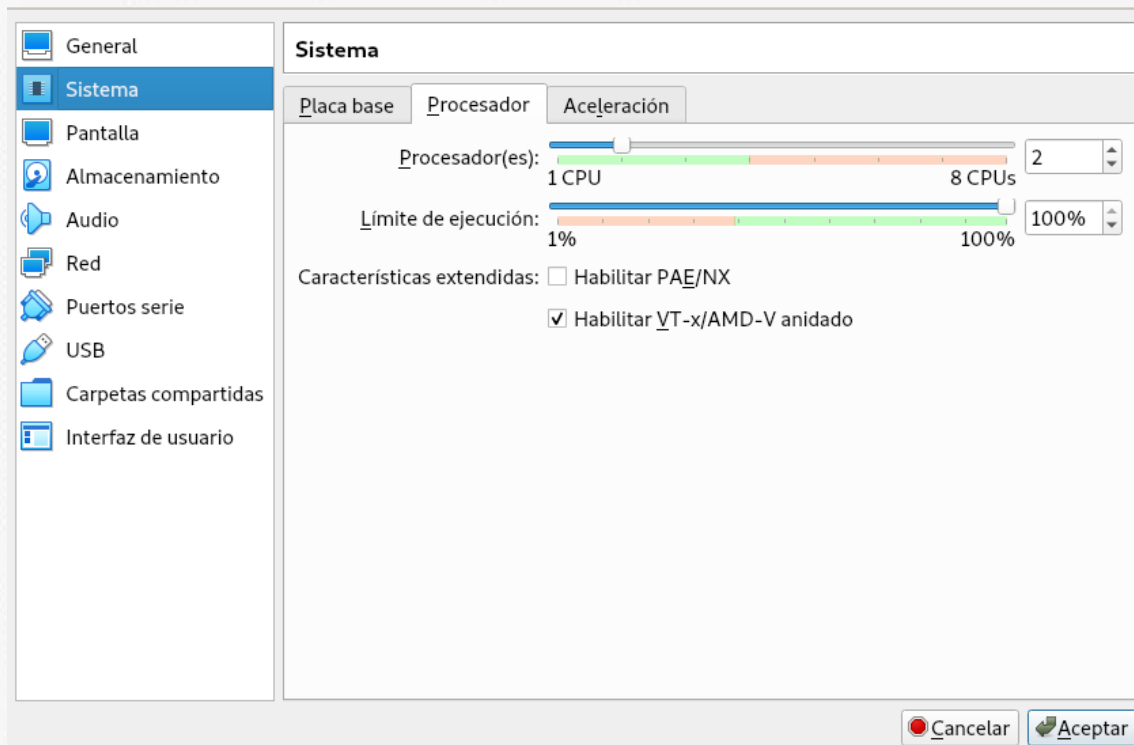 General
Sistema
Pantalla
Almacenamiento
Audio
Red
Puertos serie
USB
Carpetas compartidas
Interfaz de usuario
Sistema
Placa base Procesador Aceleración
Procesador(es): 2
1 CPU 8 CPUs
Límite de ejecución: 100%
1% 100%
Características extendidas: Habilitar PAE/NX
Habilitar VT-x/AMD-V anidado
Cancelar Aceptar